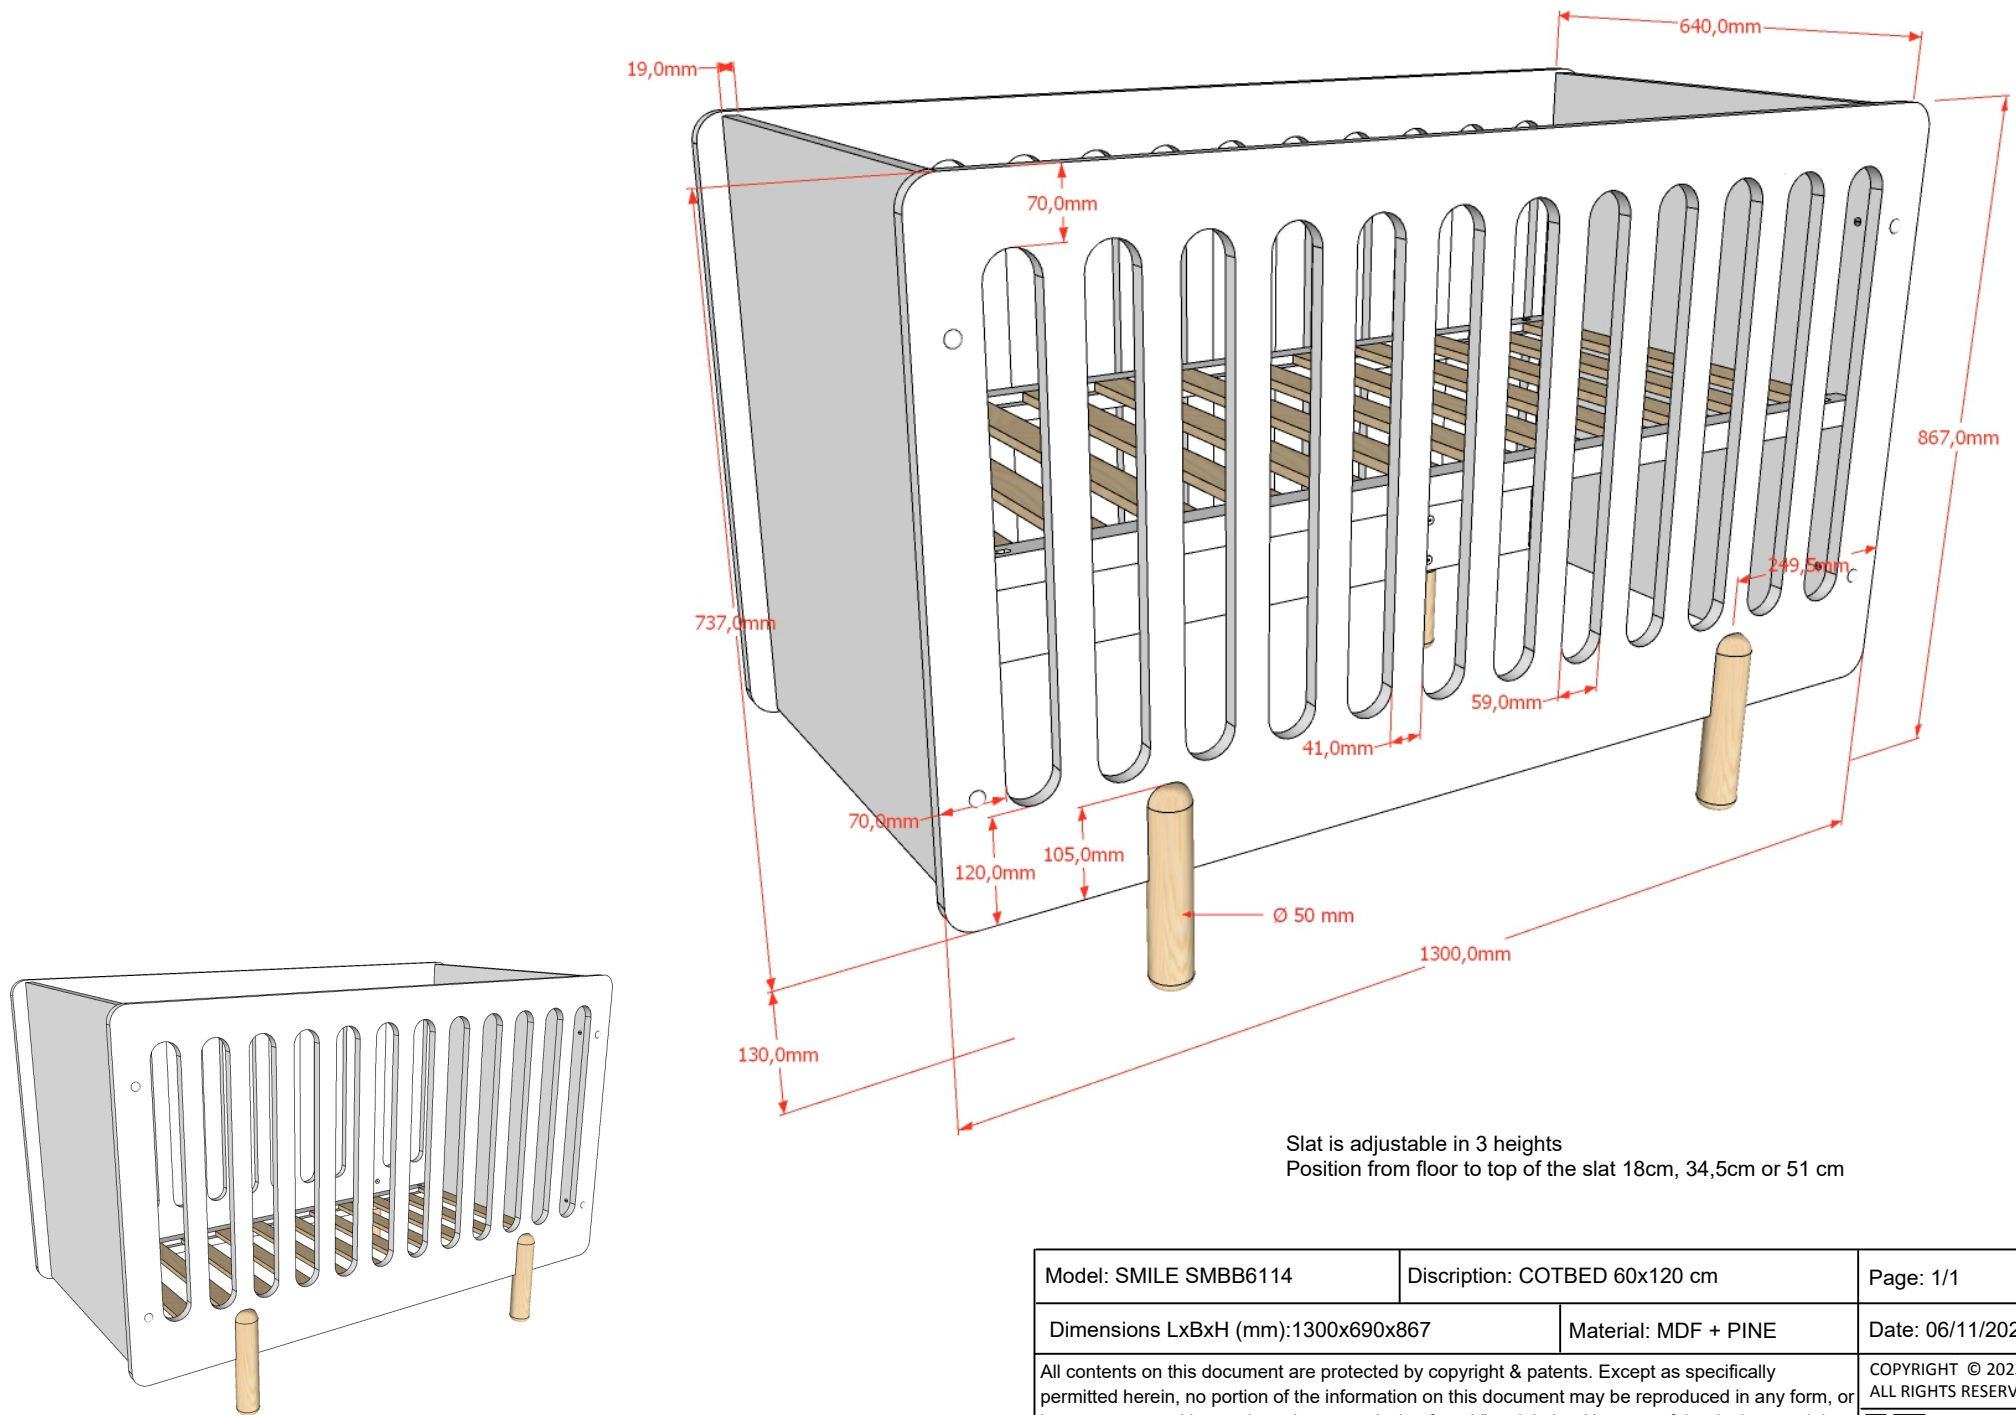 640,0mm
19,0mm
70,0mm
867,0mm
249,5mm
737,0mm
59,0mm
41,0mm
70,0mm
105,0mm
120,0mm
Ø 50 mm
1300,0mm
130,0mm
Slat is adjustable in 3 heights
Position from floor to top of the slat 18cm, 34,5cm or 51 cm
Model: SMILE SMBB6114
Discription: COTBED 60x120 cm
Page: 1/1
Dimensions LxBxH (mm):1300x690x867
Material: MDF + PINE
Date: 06/11/202
All contents on this document are protected by copyright & patents. Except as specifically
permitted herein, no portion of the information on this document may be reproduced in any form, or
COPYRIGHT © 202
ALL RIGHTS RESERV